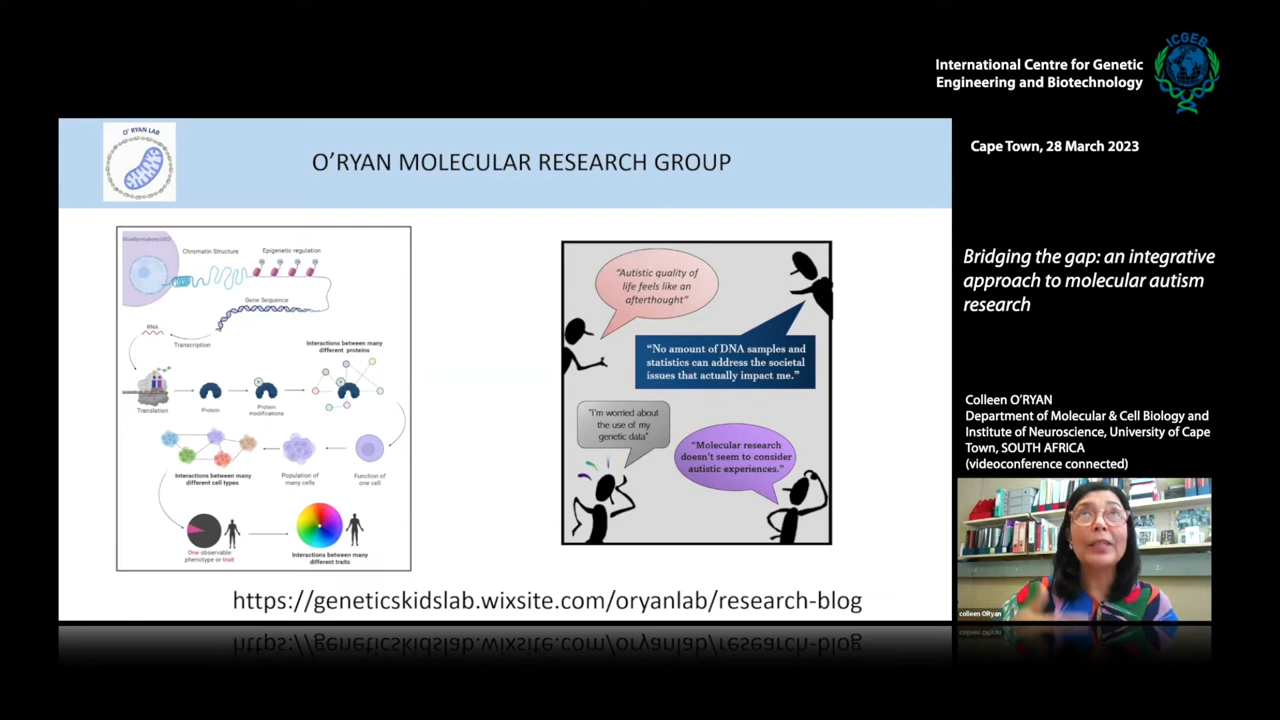 International Centre for Genetic
Engineering and Biotechnology
ICGEB
Cape Town, 28 March 2023
O' RYAN LAB
O'RYAN MOLECULAR RESEARCH GROUP
Chromatin Structure
Epigenetic regulation
Gene Sequence
RNA
Transcription
Interactions between many
different proteins
Translation
Protein
Protein
modifications
Interactions between many
different cell types
Population of
many cells
Function of
one cell
One observable
phenotype or trait
Interactions between many
different traits
"Autistic quality of
life feels like an
afterthought"
"No amount of DNA samples and
statistics can address the societal
issues that actually impact me."
"I'm worried about
the use of my
genetic data"
"Molecular research
doesn't seem to consider
autistic experiences."
https://geneticskidslab.wixsite.com/oryanlab/research-blog
Bridging the gap: an integrative
approach to molecular autism
research
Colleen O'RYAN
Department of Molecular & Cell Biology and
Institute of Neuroscience, University of Cape
Town, SOUTH AFRICA
(videoconference connected)
colleen ORyan